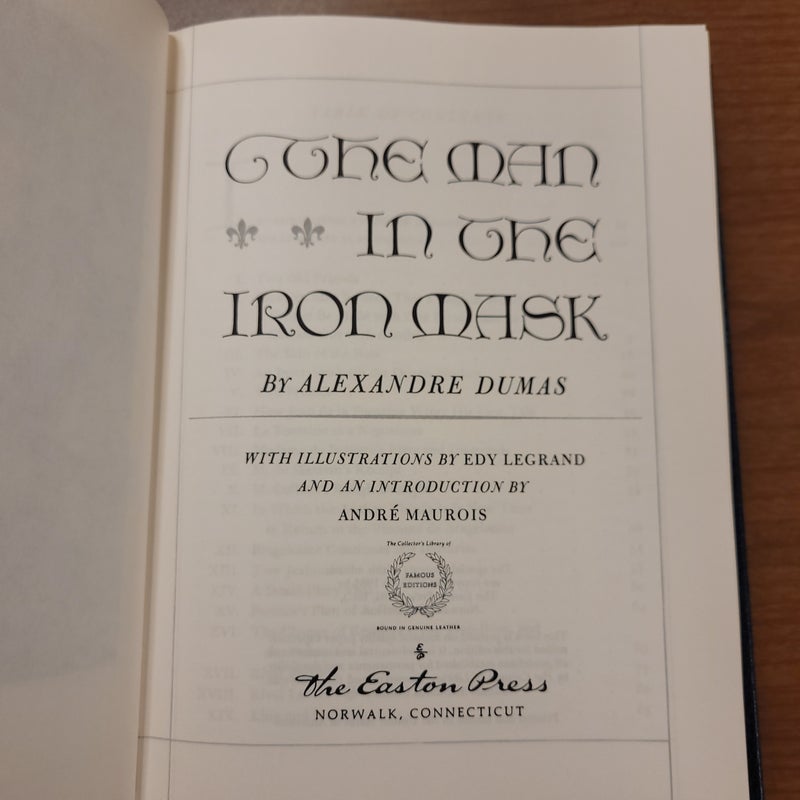 THE MAN
IN THE
IRON MASK
BY ALEXANDRE DUMAS
WITH ILLUSTRATIONS BY EDY LEGRAND
AND AN INTRODUCTION BY
ANDRÉ MAUROIS
The Collector's Library of
FAMOUS
EDITIONS
BOUND IN GENUINE LEATHER
The Easton Press
NORWALK, CONNECTICUT